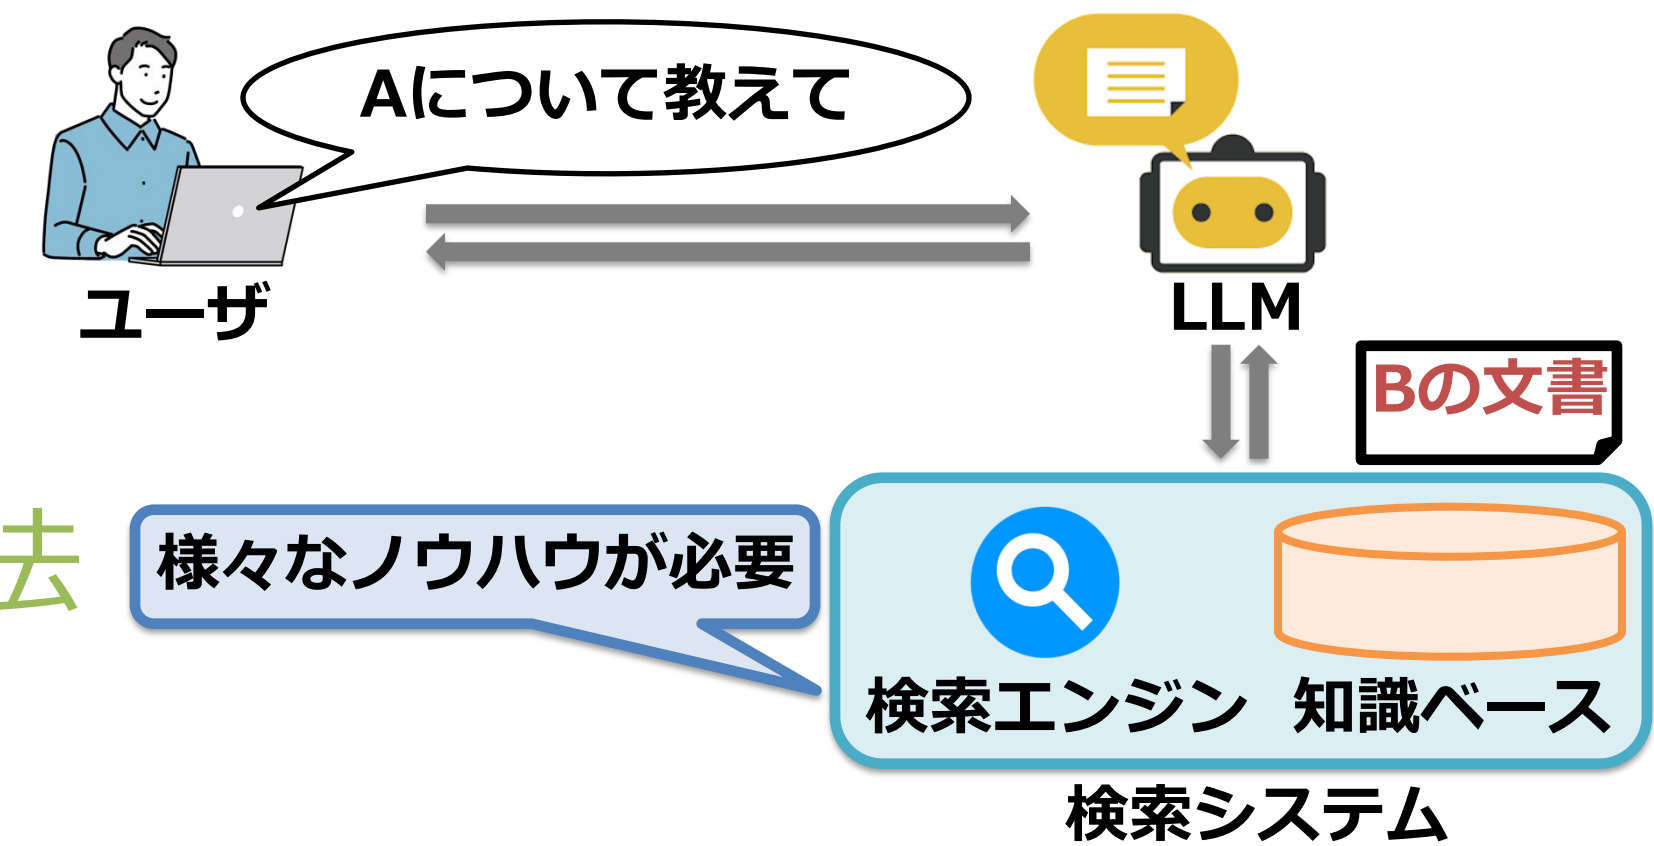 Aについて教えて
ユーザ
LLM
Bの文書
去
様々なノウハウが必要
検索エンジン
知識ベース
検索システム